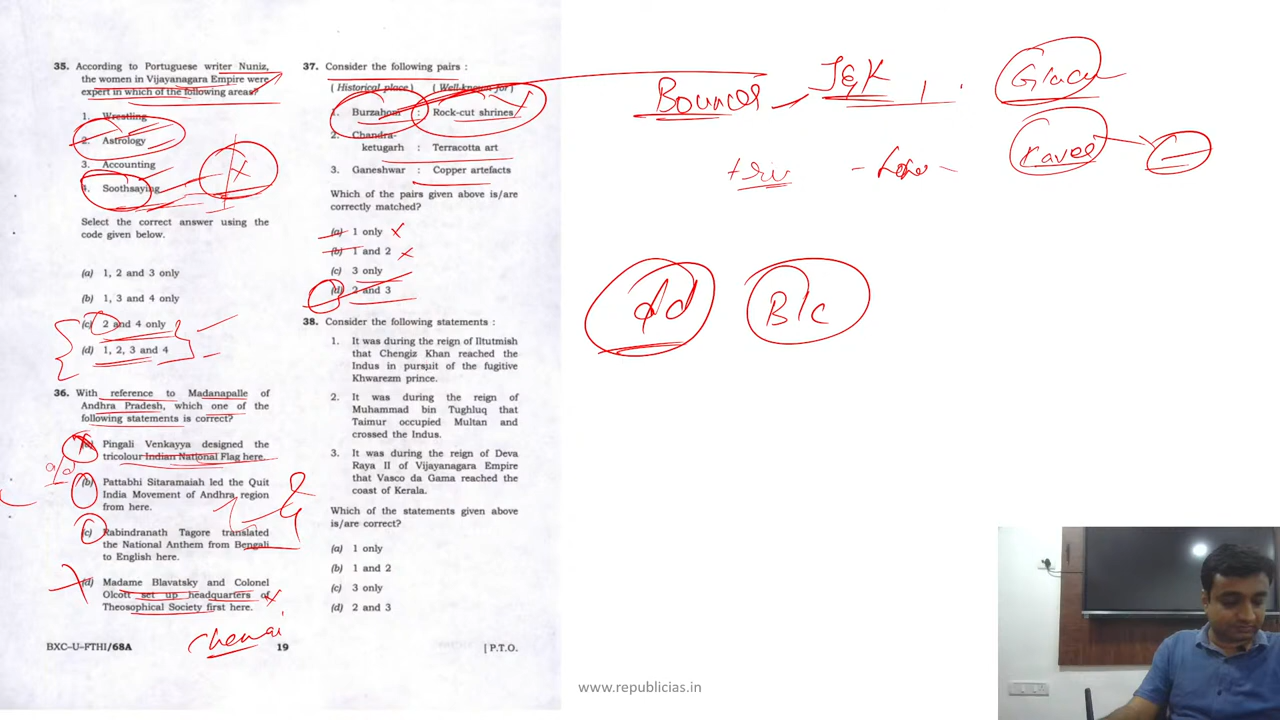 35. According to Portuguese writer Nuniz,
the women in Vijayanagara Empire were
expert in which of the following areas?
1. Wrestling
2. Astrology
3. Accounting
4. Soothsaying
Select the correct answer using the
code given below.
(a) 1, 2 and 3 only
(b) 1, 3 and 4 only
(c) 2 and 4 only
(d) 1, 2, 3 and 4
36. With reference to Madanapalle of
Andhra Pradesh, which one of the
following statements is correct?
Pingali Venkayya designed the
tricolour Indian National Flag here.
a/d
(b) Pattabhi Sitaramaiah led the Quit
India Movement of Andhra region
from here.
(c) Rabindranath Tagore translated
the National Anthem from Bengali
to English here.
(d) Madame Blavatsky and Colonel
Olcott set up headquarters of
Theosophical Society first here.
Chennai
BXC-U-FTHI/68A
19
37. Consider the following pairs :
( Historical place ) ( Well-known for )
1. Burzahom : Rock-cut shrines
2. Chandra-
ketugarh : Terracotta art
3. Ganeshwar : Copper artefacts
Which of the pairs given above is/are
correctly matched?
(a) 1 only
(b) 1 and 2
(c) 3 only
(d) 2 and 3
38. Consider the following statements :
1. It was during the reign of Iltutmish
that Chengiz Khan reached the
Indus in pursuit of the fugitive
Khwarezm prince.
2. It was during the reign of
Muhammad bin Tughluq that
Taimur occupied Multan and
crossed the Indus.
3. It was during the reign of Deva
Raya II of Vijayanagara Empire
that Vasco da Gama reached the
coast of Kerala.
Which of the statements given above
is/are correct?
(a) 1 only
(b) 1 and 2
(c) 3 only
(d) 2 and 3
[ P.T.O.
Bouncer J&K
B/c
www.republicias.in